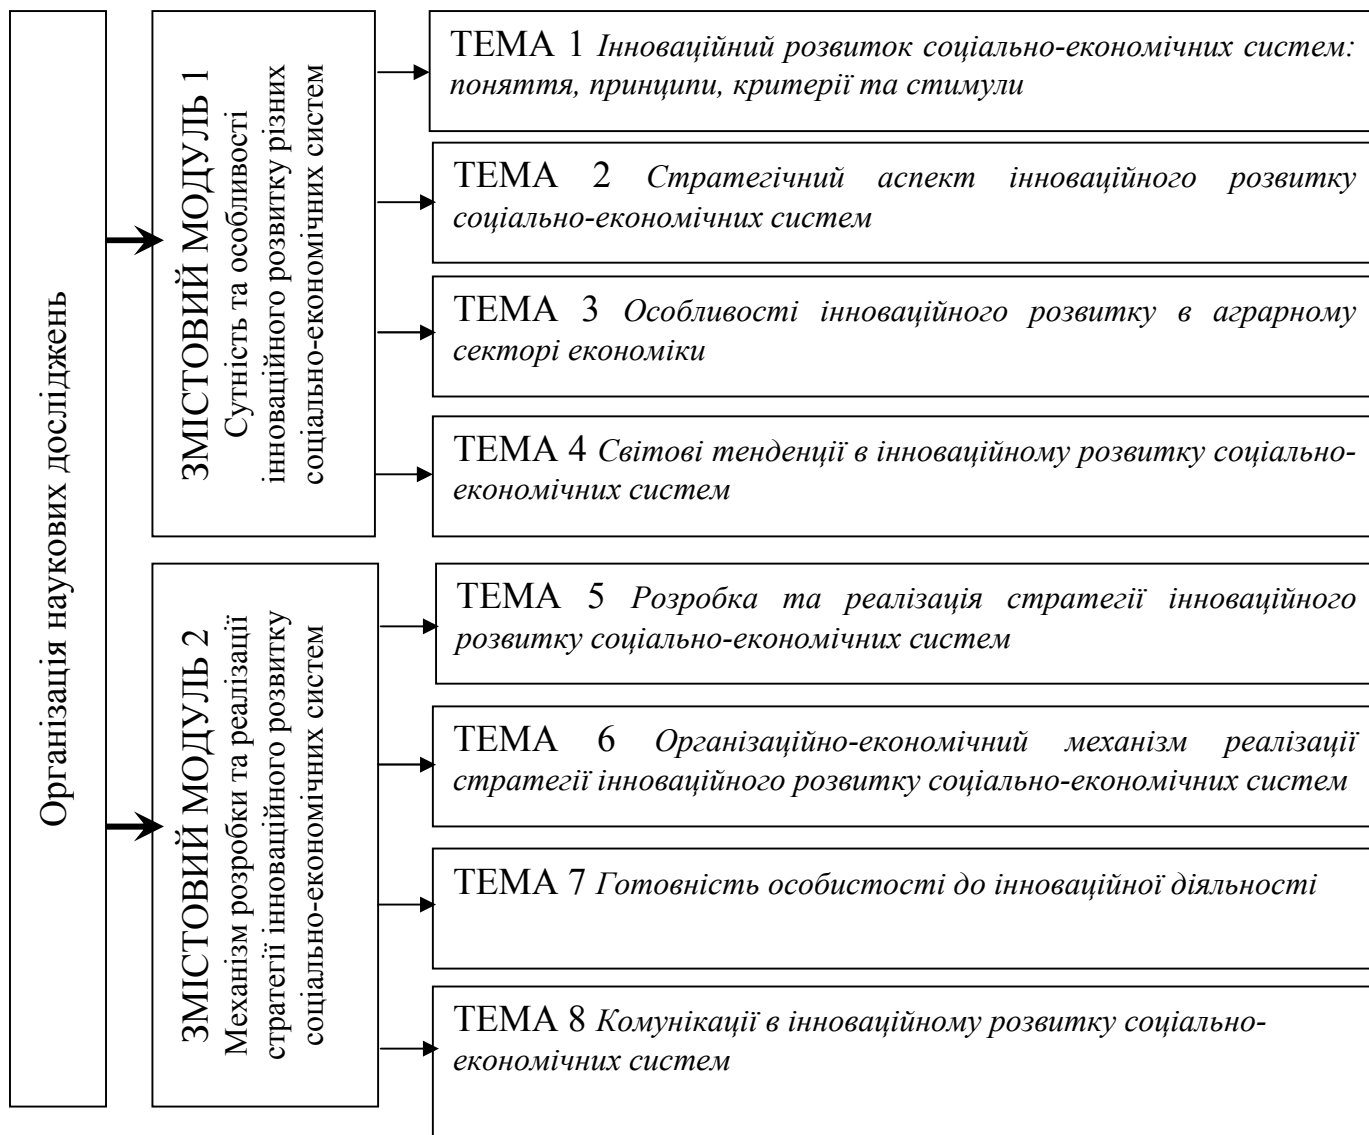 Організація наукових досліджень
ЗМІСТОВИЙ МОДУЛЬ 1
Сутність та особливості
інноваційного розвитку різних
соціально-економічних систем
ТЕМА 1 Інноваційний розвиток соціально-економічних систем:
поняття, принципи, критерії та стимули
ТЕМА 2 Стратегічний аспект інноваційного розвитку
соціально-економічних систем
ТЕМА 3 Особливості інноваційного розвитку в аграрному
секторі економіки
ТЕМА 4 Світові тенденції в інноваційному розвитку соціально-
економічних систем
ЗМІСТОВИЙ МОДУЛЬ 2
Механізм розробки та реалізації
стратегії інноваційного розвитку
соціально-економічних систем
ТЕМА 5 Розробка та реалізація стратегії інноваційного
розвитку соціально-економічних систем
ТЕМА 6 Організаційно-економічний механізм реалізації
стратегії інноваційного розвитку соціально-економічних систем
ТЕМА 7 Готовність особистості до інноваційної діяльності
ТЕМА 8 Комунікації в інноваційному розвитку соціально-
економічних систем